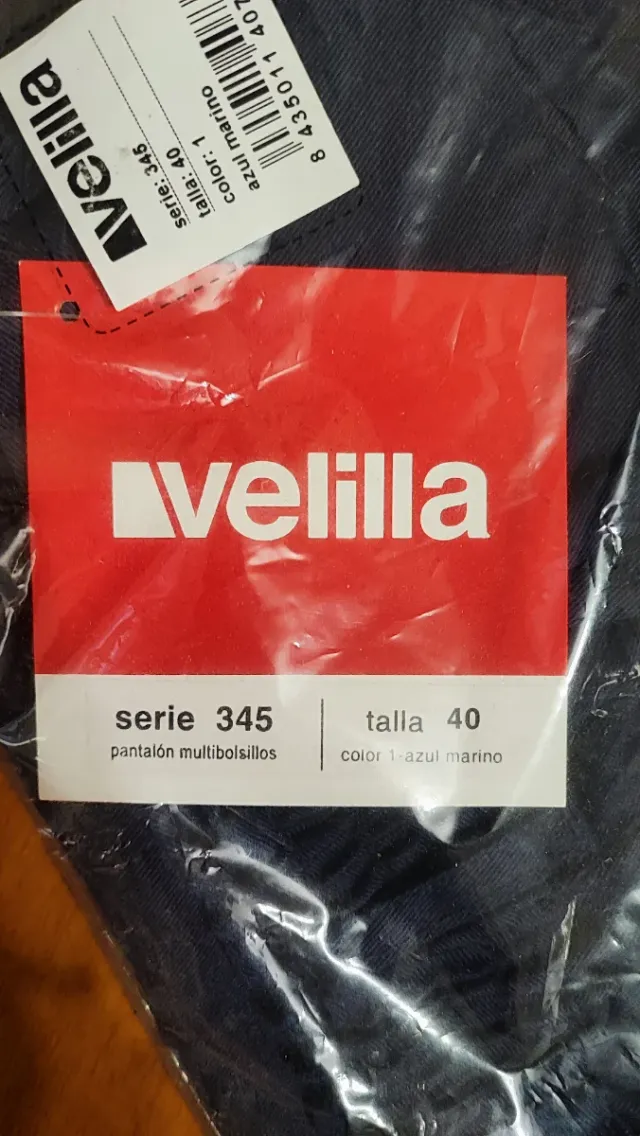 velilla
serie: 345
talla: 40
color: 1
azul marino
8 435011 407
velilla
serie 345
pantalón multibolsillos
talla 40
color 1-azul marino